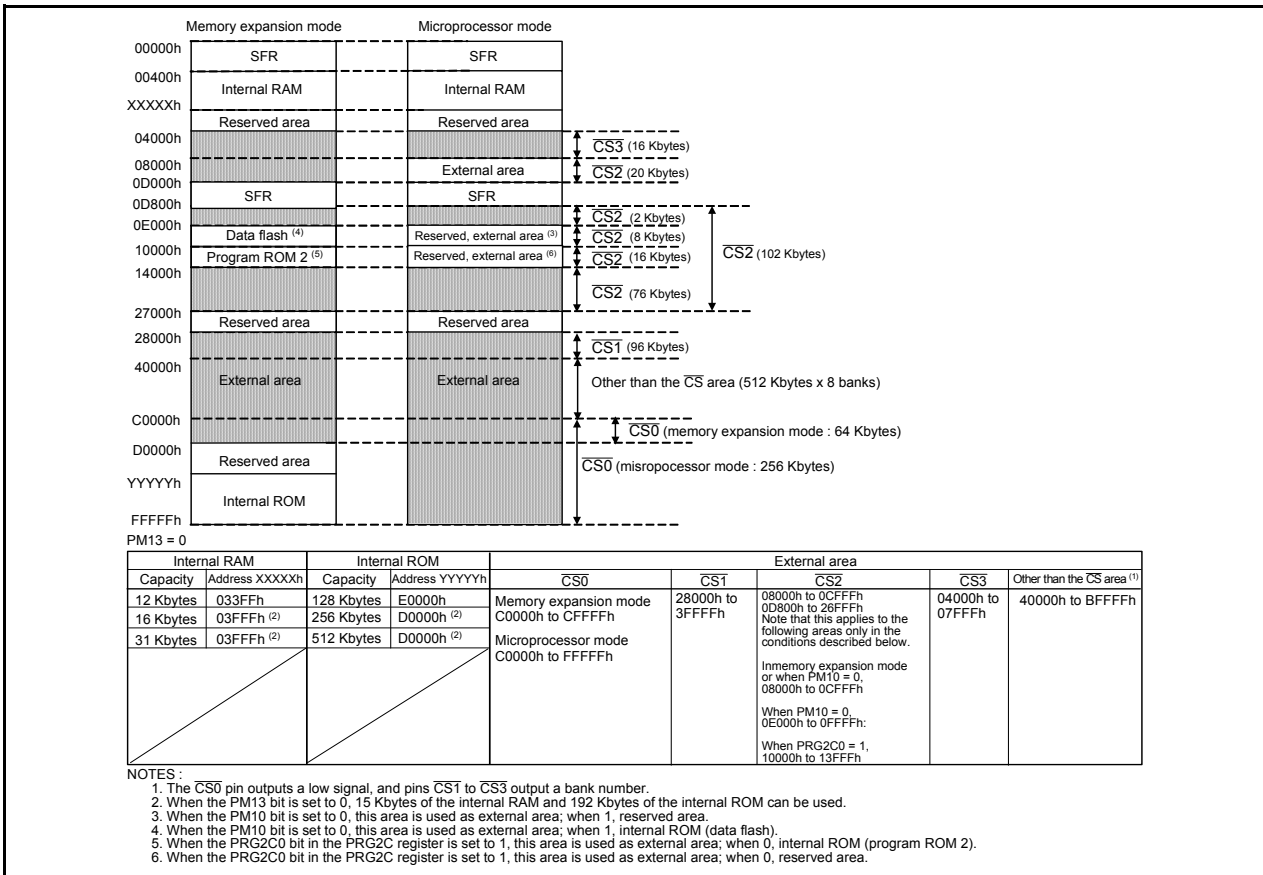 Memory expansion mode Microprocessor mode
00000h
SFR SFR
00400h
Internal RAM Internal RAM
XXXXXh
Reserved area Reserved area
04000h
CS3 (16 Kbytes)
08000h
External area CS2 (20 Kbytes)
0D000h
SFR SFR
0D800h
CS2 (2 Kbytes)
0E000h
Data flash (4) Reserved, external area (3) CS2 (8 Kbytes)
10000h
CS2 (102 Kbytes)
Program ROM 2 (5) Reserved, external area (6) CS2 (16 Kbytes)
14000h
CS2 (76 Kbytes)
27000h
Reserved area Reserved area
28000h
CS1 (96 Kbytes)
40000h
External area External area Other than the CS area (512 Kbytes x 8 banks)
C0000h
CS0 (memory expansion mode : 64 Kbytes)
D0000h
Reserved area CS0 (misropocessor mode : 256 Kbytes)
YYYYYh
Internal ROM
FFFFFh
PM13 = 0
Internal RAM Internal ROM External area
Capacity Address XXXXXh Capacity Address YYYYYh CS0 CS1 CS2 CS3 Other than the CS area (1)
12 Kbytes 033FFh 128 Kbytes E0000h
16 Kbytes 03FFFh (2) 256 Kbytes D0000h (2)
31 Kbytes 03FFFh (2) 512 Kbytes D0000h (2)
Memory expansion mode
C0000h to CFFFFh
Microprocessor mode
C0000h to FFFFFh
28000h to
3FFFFh
08000h to 0CFFFh
0D800h to 26FFFh
Note that this applies to the
following areas only in the
conditions described below.
Inmemory expansion mode
or when PM10 = 0,
08000h to 0CFFFh
When PM10 = 0,
0E000h to 0FFFFh:
When PRG2C0 = 1,
10000h to 13FFFh
04000h to
07FFFh
40000h to BFFFFh
NOTES :
1. The CS0 pin outputs a low signal, and pins CS1 to CS3 output a bank number.
2. When the PM13 bit is set to 0, 15 Kbytes of the internal RAM and 192 Kbytes of the internal ROM can be used.
3. When the PM10 bit is set to 0, this area is used as external area; when 1, reserved area.
4. When the PM10 bit is set to 0, this area is used as external area; when 1, internal ROM (data flash).
5. When the PRG2C0 bit in the PRG2C register is set to 1, this area is used as external area; when 0, internal ROM (program ROM 2).
6. When the PRG2C0 bit in the PRG2C register is set to 1, this area is used as external area; when 0, reserved area.